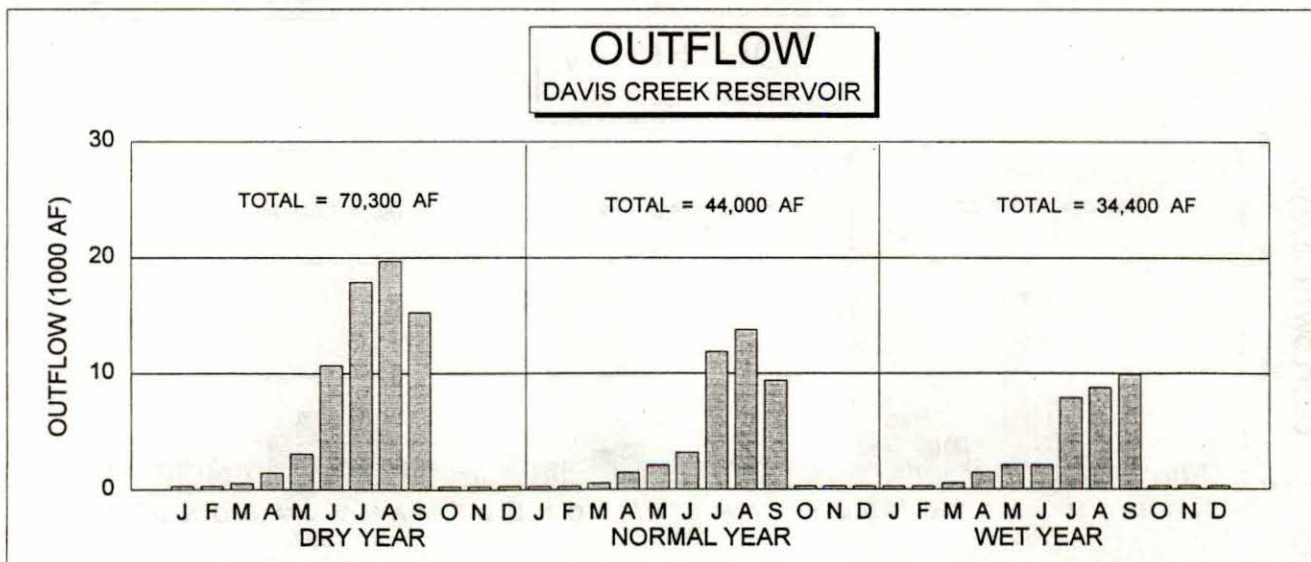 OUTFLOW
DAVIS CREEK RESERVOIR
OUTFLOW (1000 AF)
30
20
10
0
TOTAL = 70,300 AF
TOTAL = 44,000 AF
TOTAL = 34,400 AF
J F M A M J J A S O N D J F M A M J J A S O N D J F M A M J J A S O N D
DRY YEAR NORMAL YEAR WET YEAR